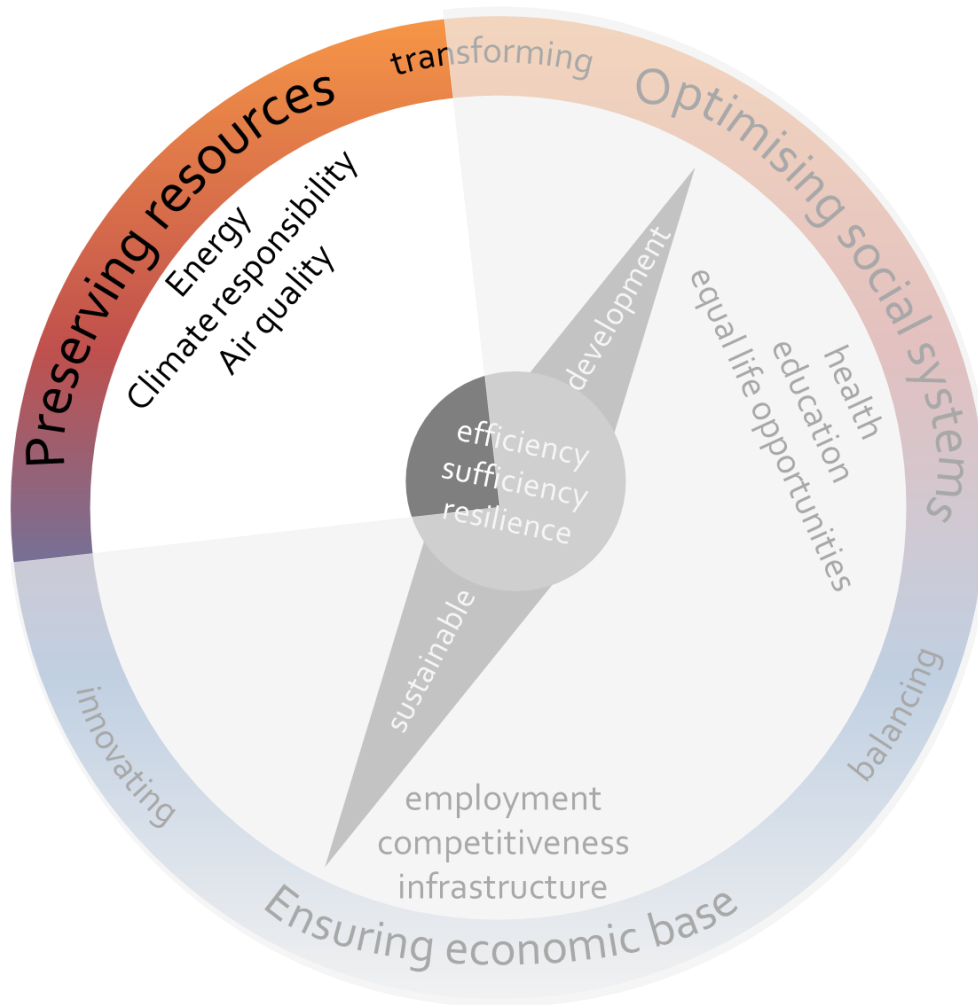 transforming
Preserving resources
Energy
Climate responsibility
Air quality
Optimising social systems
health
education
equal life opportunities
development
efficiency
sufficiency
resilience
sustainable
innovating
balancing
employment
competitiveness
infrastructure
Ensuring economic base